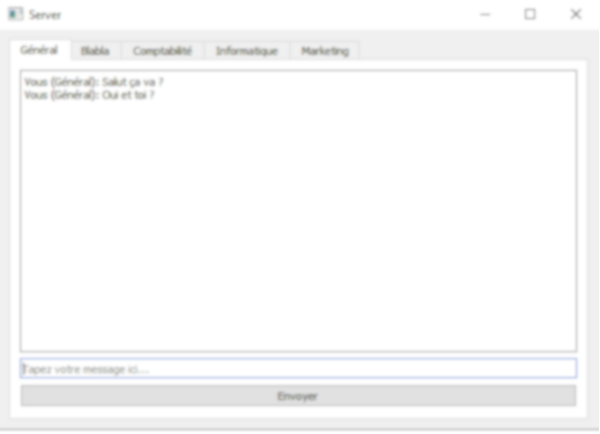 Server
Général Blabla Comptabilité Informatique Marketing
Vous (Général): Salut ça va ?
Vous (Général): Oui et toi ?
Tapez votre message ici...
Envoyer